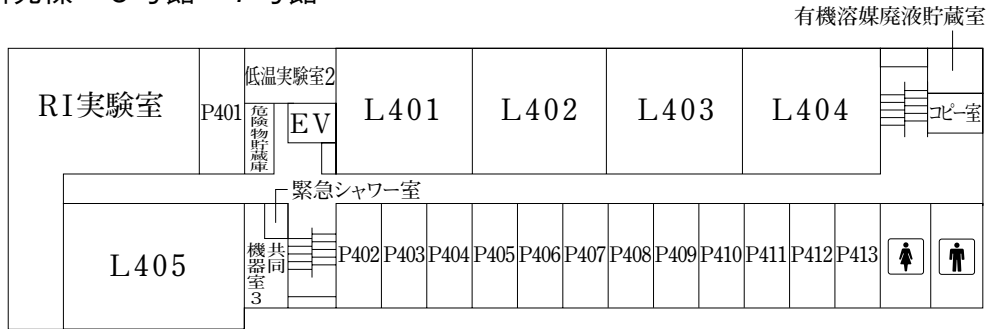 有機溶媒廃液貯蔵室
RI実験室
P401
低温実験室2
危険物貯蔵庫
EV
L401
L402
L403
L404
コピー室
緊急シャワー室
L405
共同
機器室3
P402
P403
P404
P405
P406
P407
P408
P409
P410
P411
P412
P413